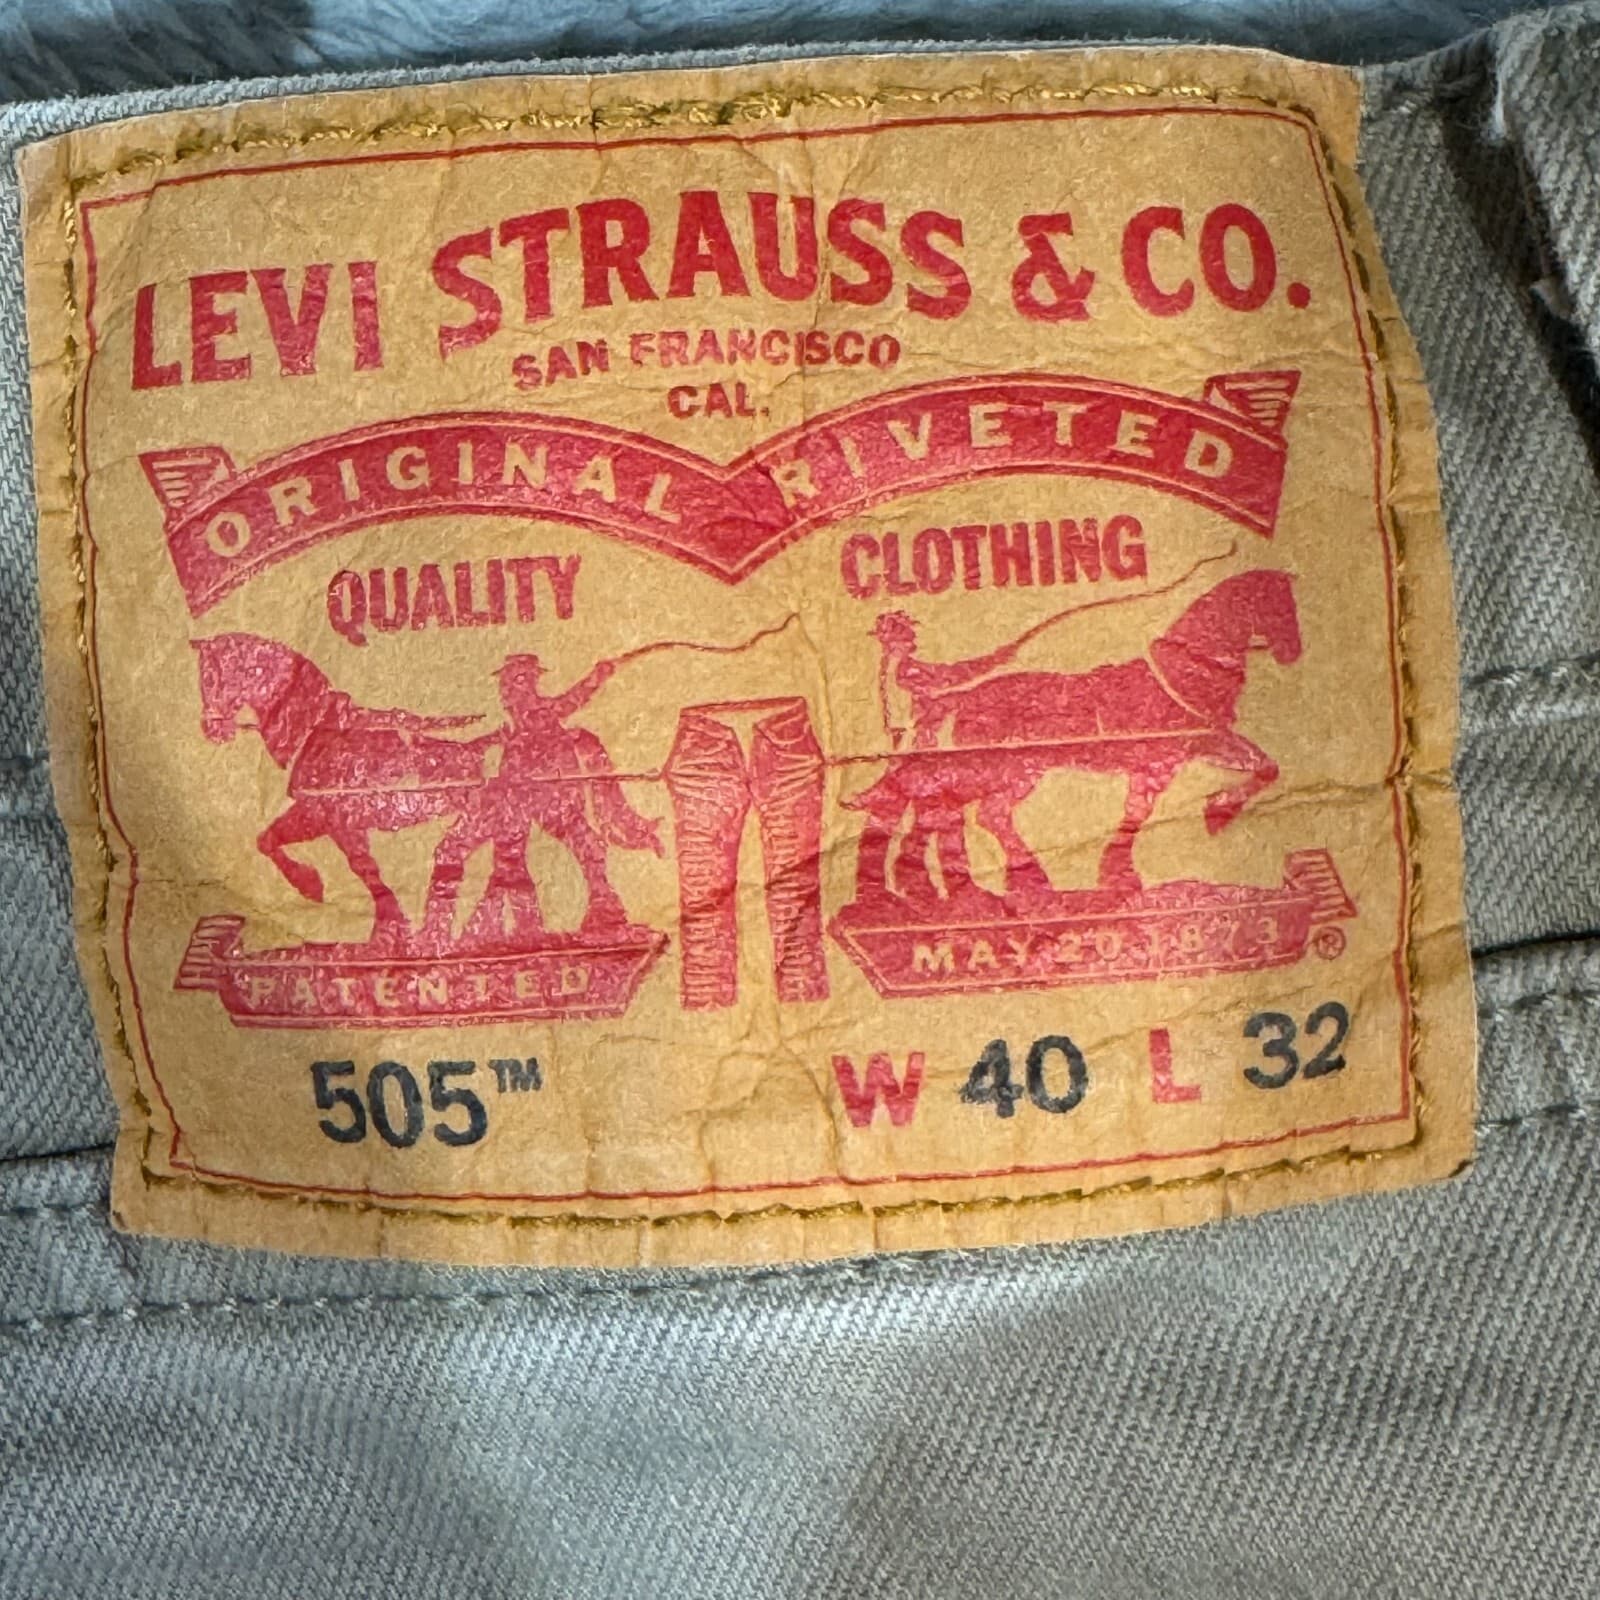 LEVI STRAUSS & CO.
SAN FRANCISCO
CAL.
ORIGINAL RIVETED
QUALITY CLOTHING
PATENTED MAY 20 1873 ®
505™ W 40 L 32